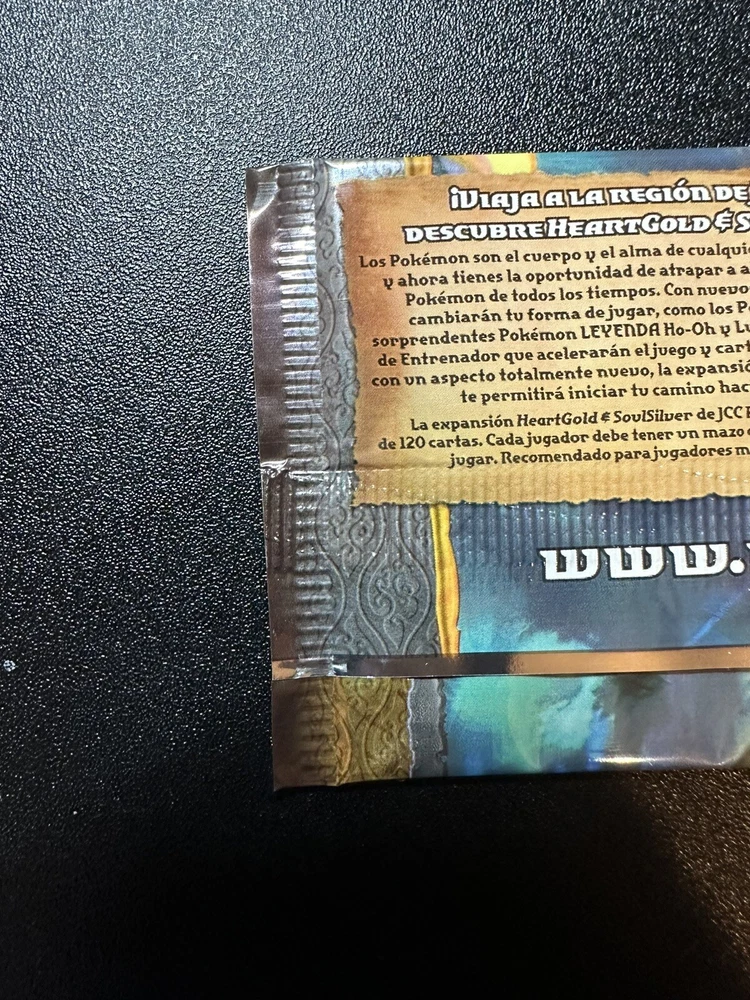 ¡VIAJA A LA REGIÓN DE
DESCUBRE HEARTGOLD & S
Los Pokémon son el cuerpo y el alma de cualqui
y ahora tienes la oportunidad de atrapar a a
Pokémon de todos los tiempos. Con nuevo
cambiarán tu forma de jugar, como los P
sorprendentes Pokémon LEYENDA Ho-Oh y Lu
de Entrenador que acelerarán el juego y cart
con un aspecto totalmente nuevo, la expansió
te permitirá iniciar tu camino hac
La expansión HeartGold & SoulSilver de JCC
de 120 cartas. Cada jugador debe tener un mazo
jugar. Recomendado para jugadores m
www.